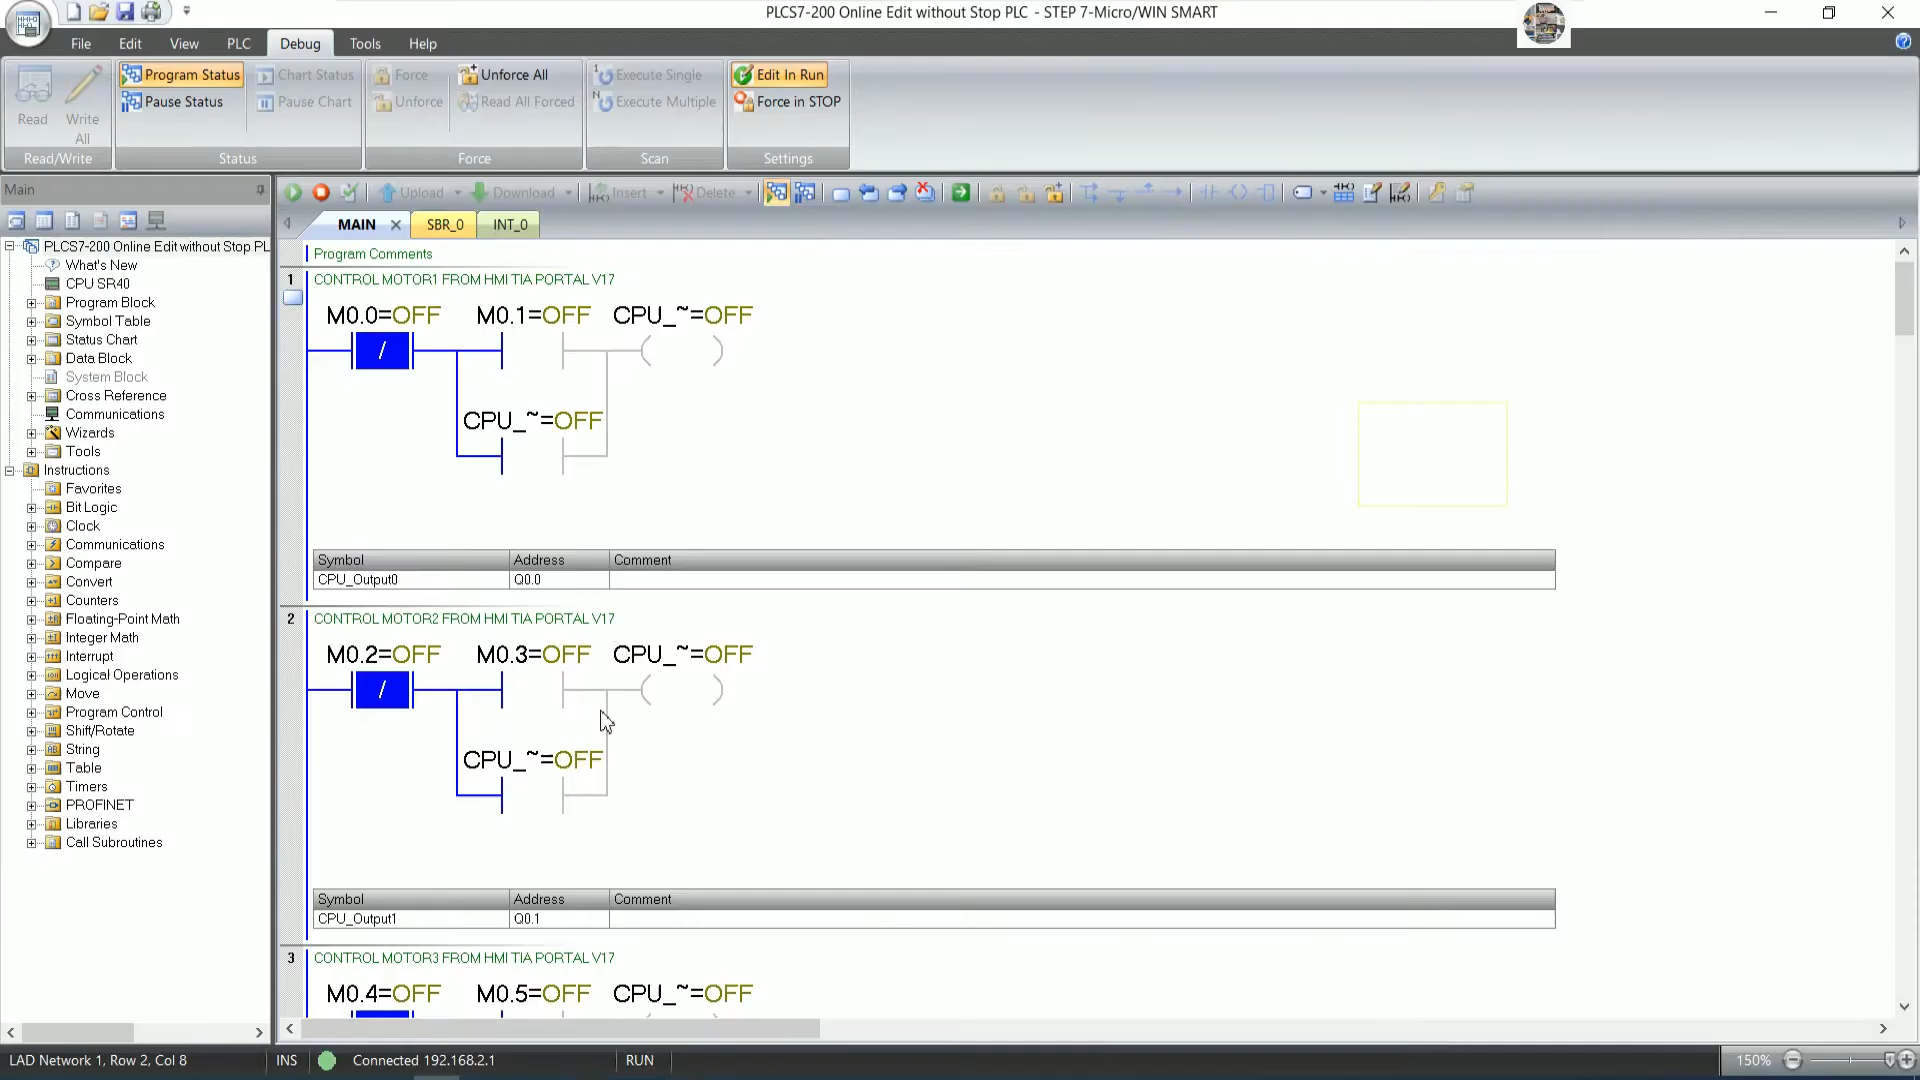 PLCS7-200 Online Edit without Stop PLC - STEP 7-Micro/WIN SMART
File Edit View PLC Debug Tools Help
Program Status Chart Status Force Unforce All Execute Single Edit In Run
Read Write All Pause Status Pause Chart Unforce Read All Forced Execute Multiple Force in STOP
Read/Write Status Force Scan Settings
Main
Upload Download Insert Delete
MAIN SBR_0 INT_0
PLCS7-200 Online Edit without Stop PL
What's New
CPU SR40
Program Block
Symbol Table
Status Chart
Data Block
System Block
Cross Reference
Communications
Wizards
Tools
Instructions
Favorites
Bit Logic
Clock
Communications
Compare
Convert
Counters
Floating-Point Math
Integer Math
Interrupt
Logical Operations
Move
Program Control
Shift/Rotate
String
Table
Timers
PROFINET
Libraries
Call Subroutines
Program Comments
1 CONTROL MOTOR1 FROM HMI TIA PORTAL V17
M0.0=OFF M0.1=OFF CPU_~=OFF
/
CPU_~=OFF
Symbol Address Comment
CPU_Output0 Q0.0
2 CONTROL MOTOR2 FROM HMI TIA PORTAL V17
M0.2=OFF M0.3=OFF CPU_~=OFF
/
CPU_~=OFF
Symbol Address Comment
CPU_Output1 Q0.1
3 CONTROL MOTOR3 FROM HMI TIA PORTAL V17
M0.4=OFF M0.5=OFF CPU_~=OFF
LAD Network 1, Row 2, Col 8 INS Connected 192.168.2.1 RUN 150%